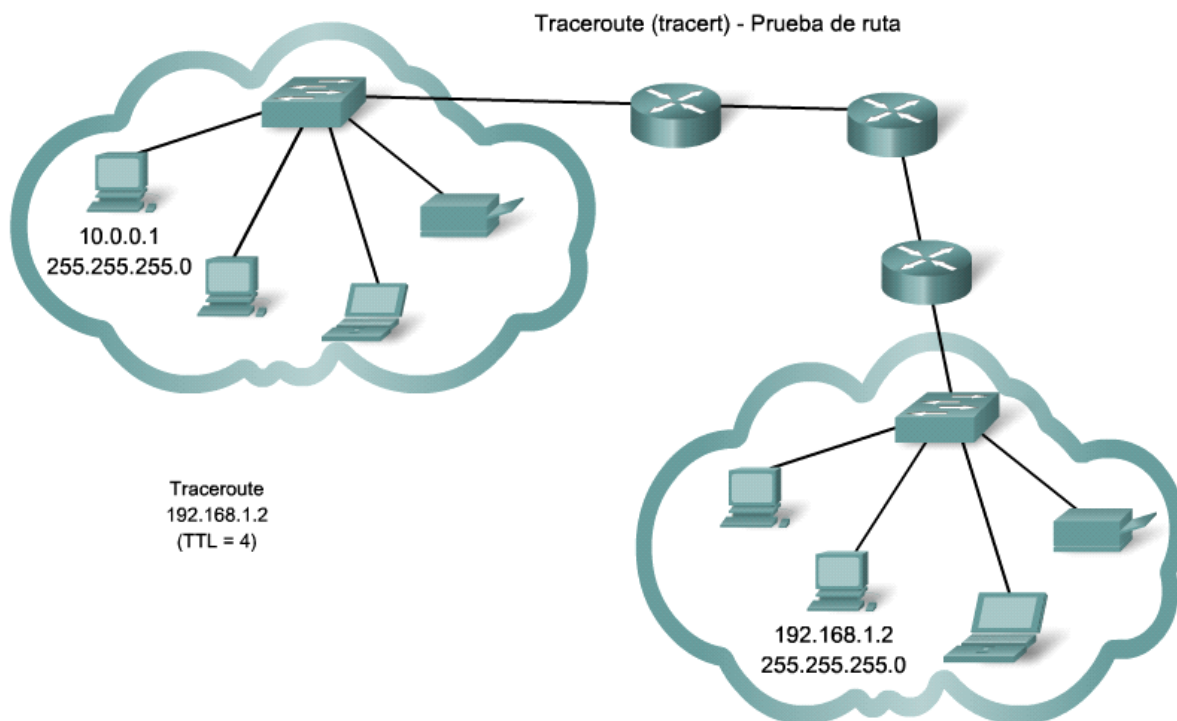 Traceroute (tracert) - Prueba de ruta
10.0.0.1
255.255.255.0
Traceroute
192.168.1.2
(TTL = 4)
192.168.1.2
255.255.255.0